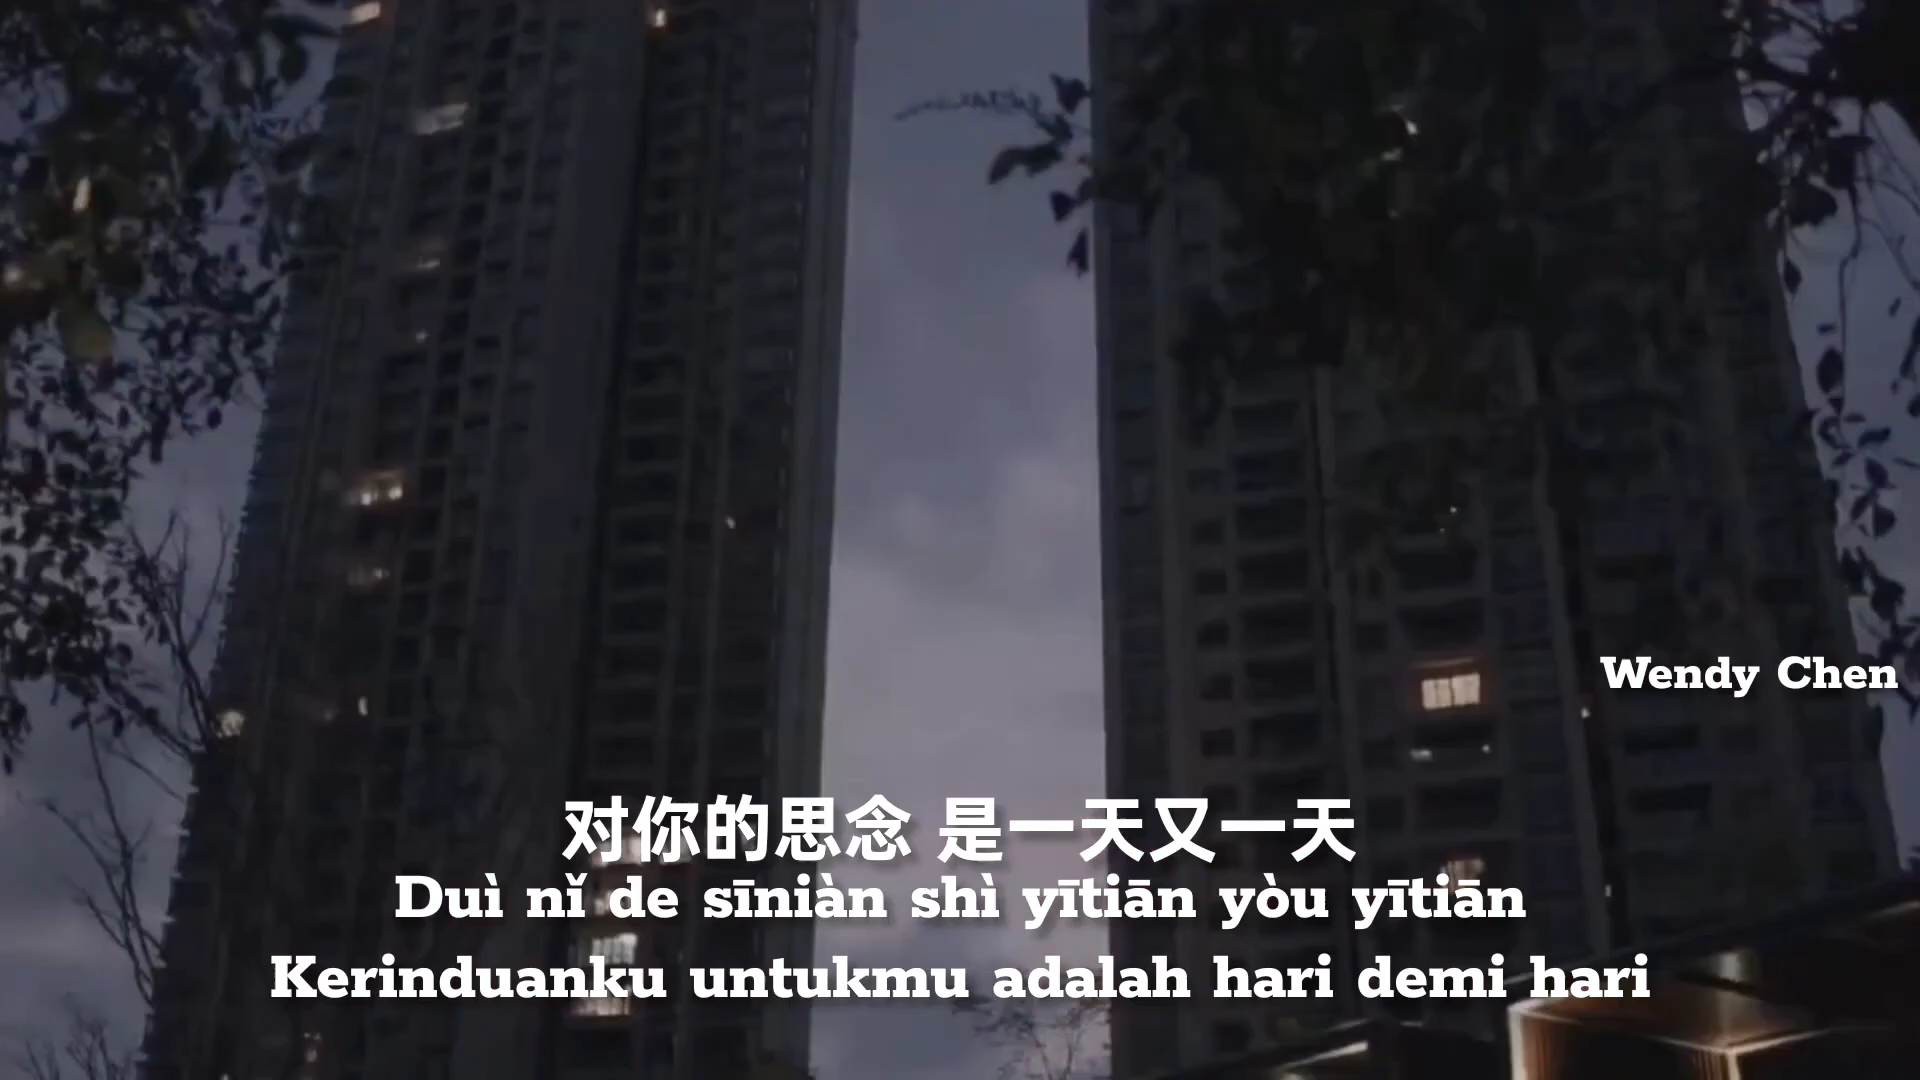 Wendy Chen
对你的思念 是一天又一天
Duì nǐ de sīniàn shì yītiān yòu yītiān
Kerinduanku untukmu adalah hari demi hari